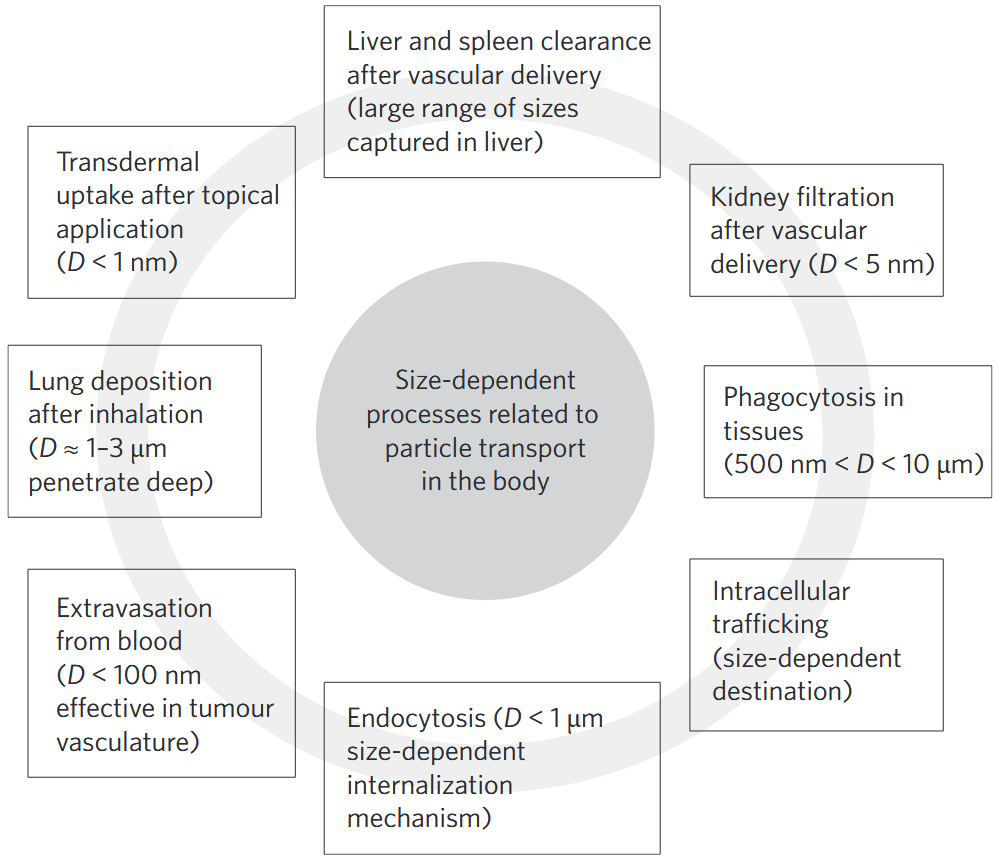 Liver and spleen clearance
after vascular delivery
(large range of sizes
captured in liver)
Transdermal
uptake after topical
application
(D < 1 nm)
Kidney filtration
after vascular
delivery (D < 5 nm)
Lung deposition
after inhalation
(D ≈ 1–3 μm
penetrate deep)
Size-dependent
processes related to
particle transport
in the body
Phagocytosis in
tissues
(500 nm < D < 10 μm)
Extravasation
from blood
(D < 100 nm
effective in tumour
vasculature)
Intracellular
trafficking
(size-dependent
destination)
Endocytosis (D < 1 μm
size-dependent
internalization
mechanism)